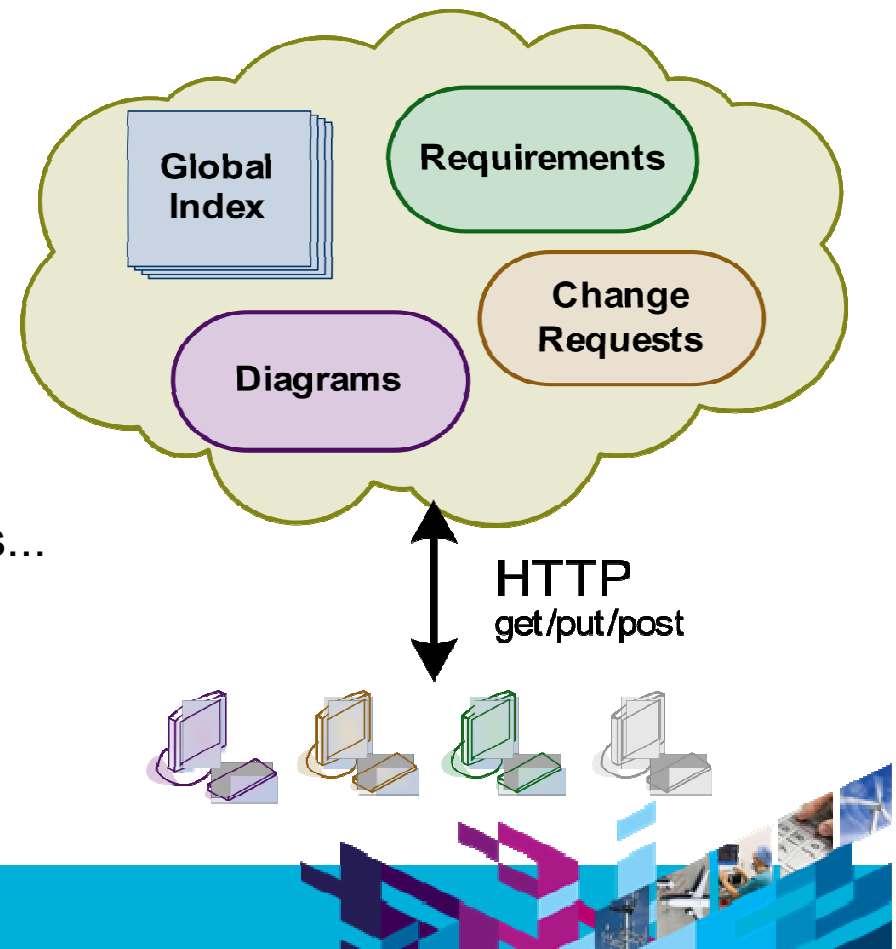 Global
Index
Requirements
Change
Requests
Diagrams
s...
HTTP
get/put/post